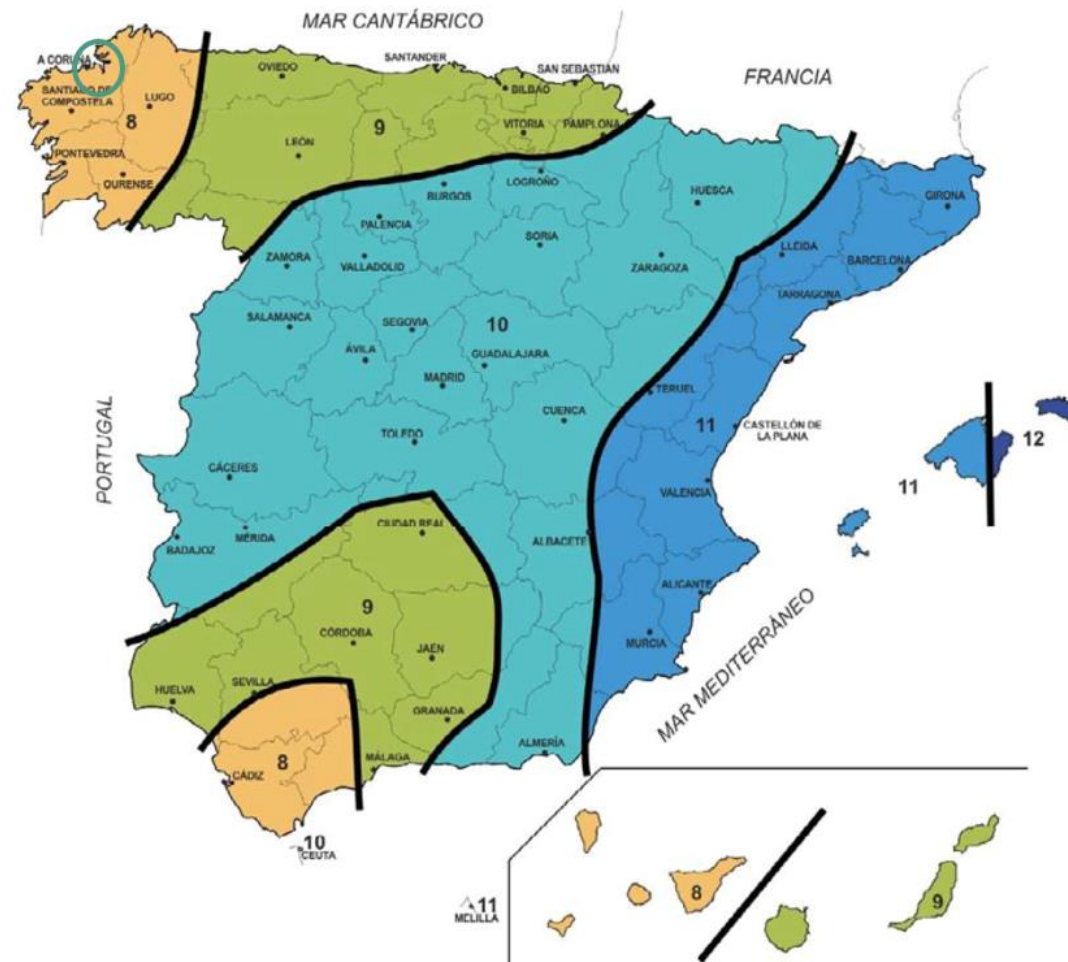 MAR CANTÁBRICO
A CORUÑA
OVIEDO
SANTANDER
SAN SEBASTIAN
FRANCIA
BILBAO
SANTIAGO DE
COMPOSTELA
LUGO
8
9
VITORIA
PAMPLONA
LEÓN
PONTEVEDRA
OURENSE
LOGROÑO
BURGOS
HUESCA
GIRONA
PALENCIA
SORIA
ZAMORA
VALLADOLID
ZARAGOZA
LLEIDA
BARCELONA
TARRAGONA
SALAMANCA
SEGOVIA
10
ÁVILA
GUADALAJARA
MADRID
TERUEL
PORTUGAL
CUENCA
11
CASTELLÓN DE
LA PLANA
12
TOLEDO
CÁCERES
VALENCIA
11
MÉRIDA
BADAJOZ
CIUDAD REAL
ALBACETE
ALICANTE
9
CÓRDOBA
JAÉN
MURCIA
MAR MEDITERRÁNEO
HUELVA
SEVILLA
GRANADA
ALMERÍA
MÁLAGA
8
CÁDIZ
10
CEUTA
11
MELILLA
8
9